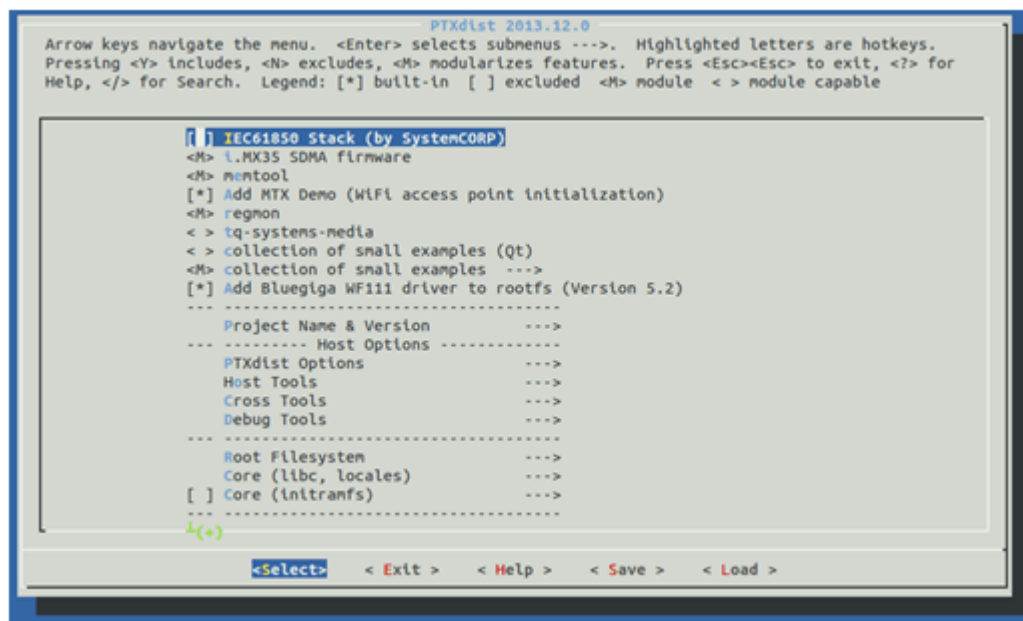 PTXdist 2013.12.0
Arrow keys navigate the menu. <Enter> selects submenus --->. Highlighted letters are hotkeys.
Pressing <Y> includes, <N> excludes, <M> modularizes features. Press <Esc><Esc> to exit, <?> for
Help, </> for Search. Legend: [*] built-in [ ] excluded <M> module < > module capable
[ ] IEC61850 Stack (by SystemCORP)
<M> i.MX35 SDMA firmware
<M> memtool
[*] Add MTX Demo (WiFi access point initialization)
<M> regmon
< > tq-systems-media
< > collection of small examples (Qt)
<M> collection of small examples --->
[*] Add Bluegiga WF111 driver to rootfs (Version 5.2)
--- ------------------------------------
Project Name & Version --->
--- --------- Host Options -------------
PTXdist Options --->
Host Tools --->
Cross Tools --->
Debug Tools --->
--- ------------------------------------
Root Filesystem --->
Core (libc, locales) --->
[ ] Core (initramfs) --->
--- ------------------------------------
┴(+)
<Select> < Exit > < Help > < Save > < Load >